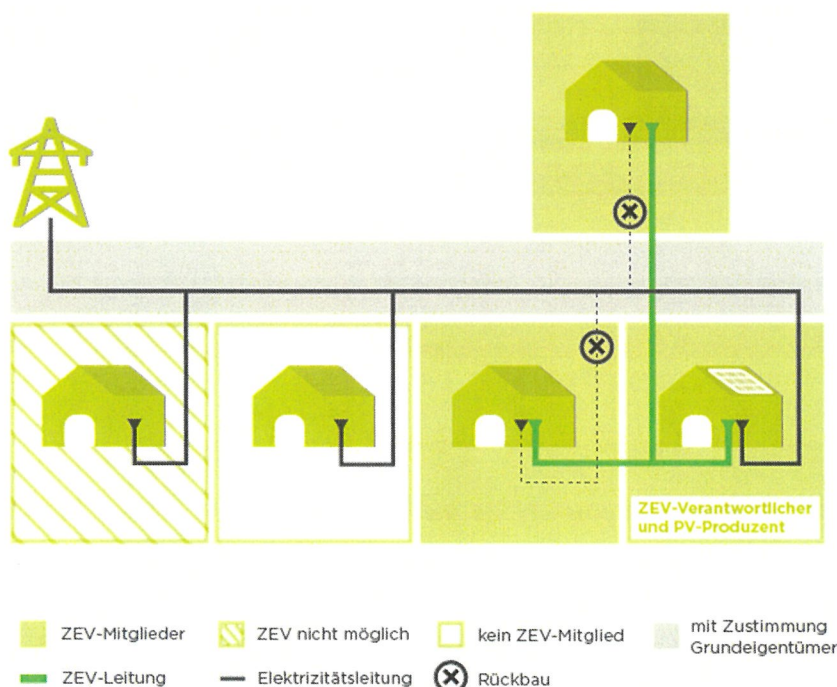 ZEV-Verantwortlicher
und PV-Produzent
ZEV-Mitglieder
ZEV nicht möglich
kein ZEV-Mitglied
mit Zustimmung
Grundeigentümer
ZEV-Leitung
Elektrizitätsleitung
Rückbau